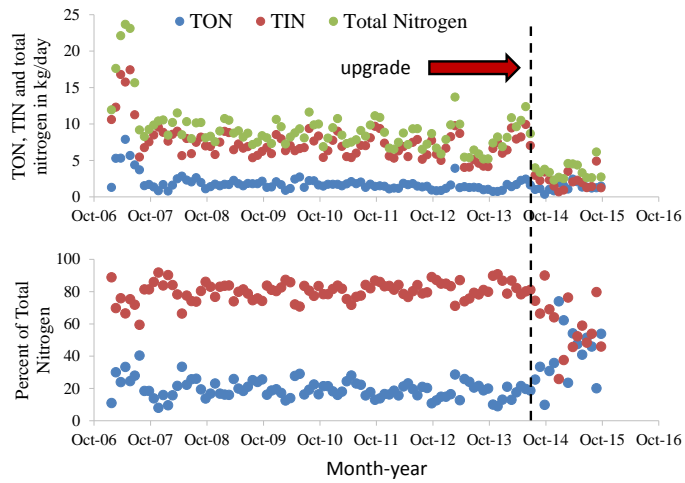 TON TIN Total Nitrogen
TON, TIN and total
nitrogen in kg/day
25
20
15
10
5
0
upgrade
Oct-06 Oct-07 Oct-08 Oct-09 Oct-10 Oct-11 Oct-12 Oct-13 Oct-14 Oct-15 Oct-16
Percent of Total
Nitrogen
100
80
60
40
20
0
Oct-06 Oct-07 Oct-08 Oct-09 Oct-10 Oct-11 Oct-12 Oct-13 Oct-14 Oct-15 Oct-16
Month-year